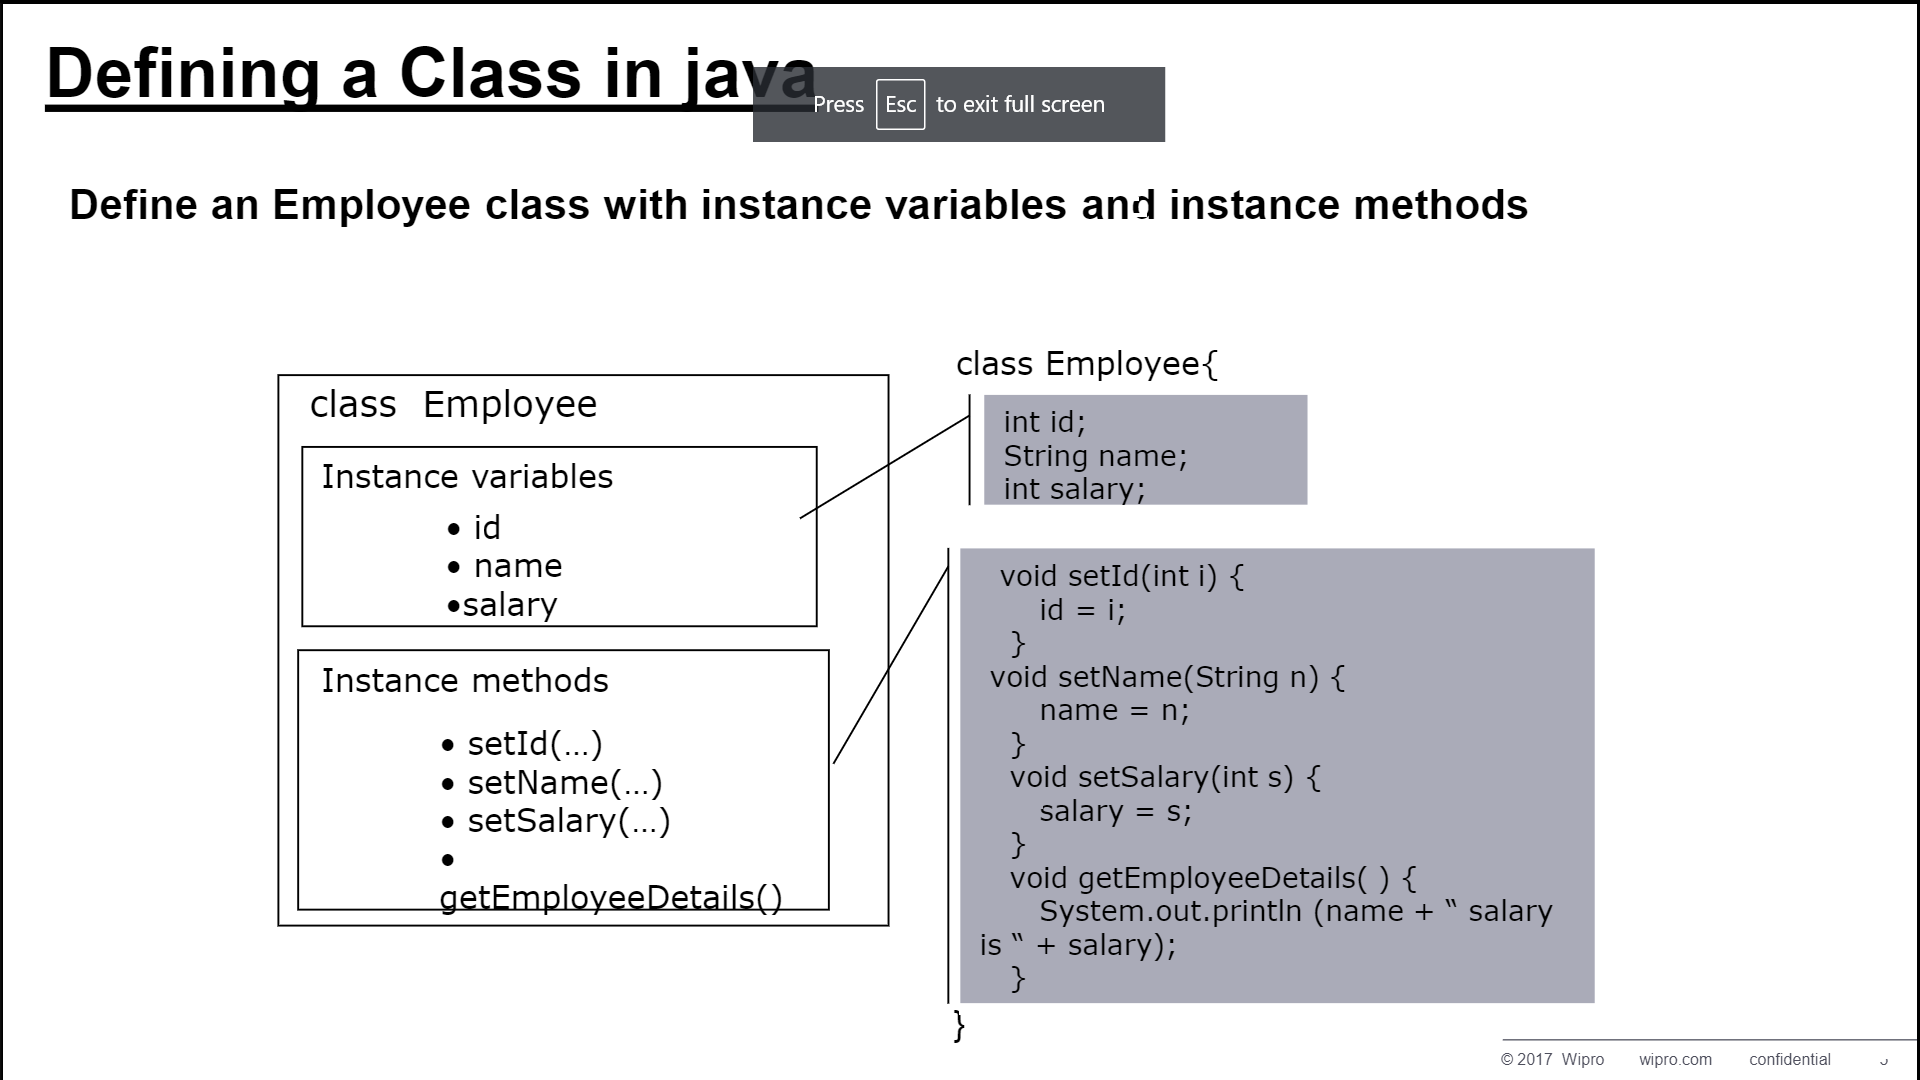 Defining a Class in java
Press Esc to exit full screen
Define an Employee class with instance variables and instance methods
class Employee
Instance variables
• id
• name
•salary
Instance methods
• setId(...)
• setName(...)
• setSalary(...)
•
getEmployeeDetails()
class Employee{
int id;
String name;
int salary;
void setId(int i) {
id = i;
}
void setName(String n) {
name = n;
}
void setSalary(int s) {
salary = s;
}
void getEmployeeDetails( ) {
System.out.println (name + “ salary
is “ + salary);
}
}
© 2017 Wipro wipro.com confidential